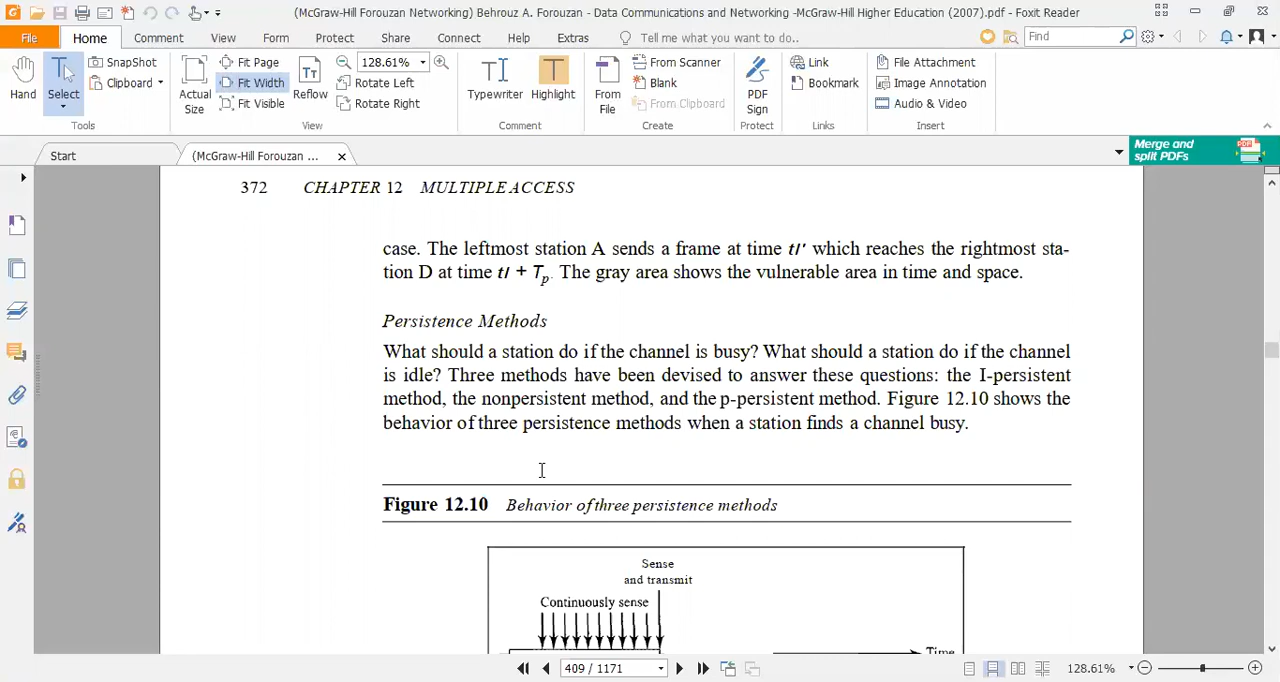 (McGraw-Hill Forouzan Networking) Behrouz A. Forouzan - Data Communications and Networking -McGraw-Hill Higher Education (2007).pdf - Foxit Reader
File Home Comment View Form Protect Share Connect Help Extras Tell me what you want to do.. Find
Hand
Select
SnapShot
Clipboard
Tools
Actual Size
Fit Page
Fit Width
Fit Visible
Reflow
128.61%
Rotate Left
Rotate Right
View
Typewriter
Highlight
Comment
From File
From Scanner
Blank
From Clipboard
Create
PDF Sign
Protect
Link
Bookmark
Links
File Attachment
Image Annotation
Audio & Video
Insert
Start
(McGraw-Hill Forouzan ...
Merge and
split PDFs
PDF
372 CHAPTER 12 MULTIPLE ACCESS
case. The leftmost station A sends a frame at time tI' which reaches the rightmost sta-
tion D at time tI + Tp. The gray area shows the vulnerable area in time and space.
Persistence Methods
What should a station do if the channel is busy? What should a station do if the channel
is idle? Three methods have been devised to answer these questions: the I-persistent
method, the nonpersistent method, and the p-persistent method. Figure 12.10 shows the
behavior of three persistence methods when a station finds a channel busy.
Figure 12.10 Behavior of three persistence methods
Sense
and transmit
Continuously sense
Time
409 / 1171
128.61%